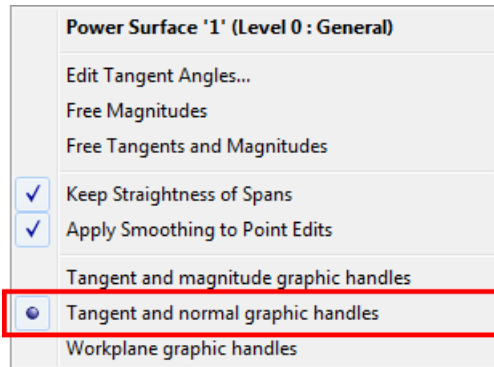 Power Surface '1' (Level 0 : General)
Edit Tangent Angles...
Free Magnitudes
Free Tangents and Magnitudes
Keep Straightness of Spans
Apply Smoothing to Point Edits
Tangent and magnitude graphic handles
Tangent and normal graphic handles
Workplane graphic handles